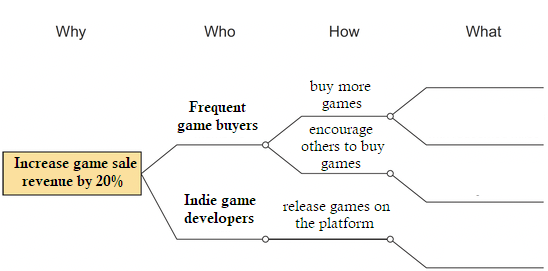 Why
Who
How
What
buy more
games
Frequent
game buyers
encourage
others to buy
games
Increase game sale
revenue by 20%
Indie game
developers
release games on
the platform